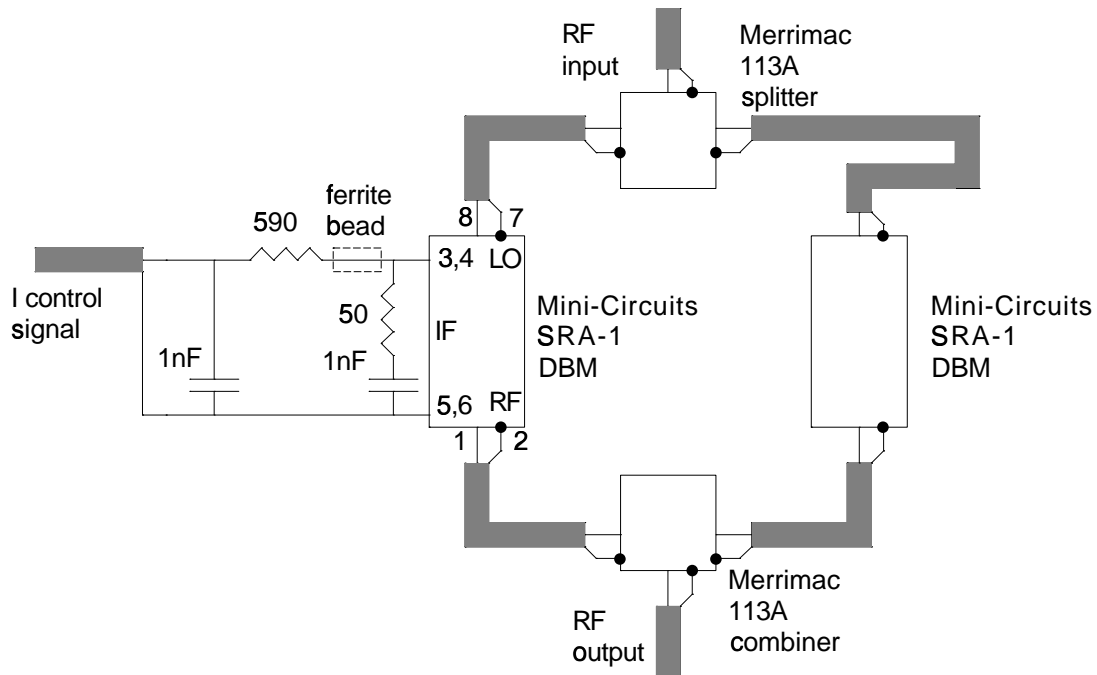 RF
input
Merrimac
113A
splitter
ferrite
bead
590
8
7
3,4
LO
I control
signal
50
IF
1nF
1nF
5,6
RF
1
2
Mini-Circuits
SRA-1
DBM
Mini-Circuits
SRA-1
DBM
Merrimac
113A
combiner
RF
output